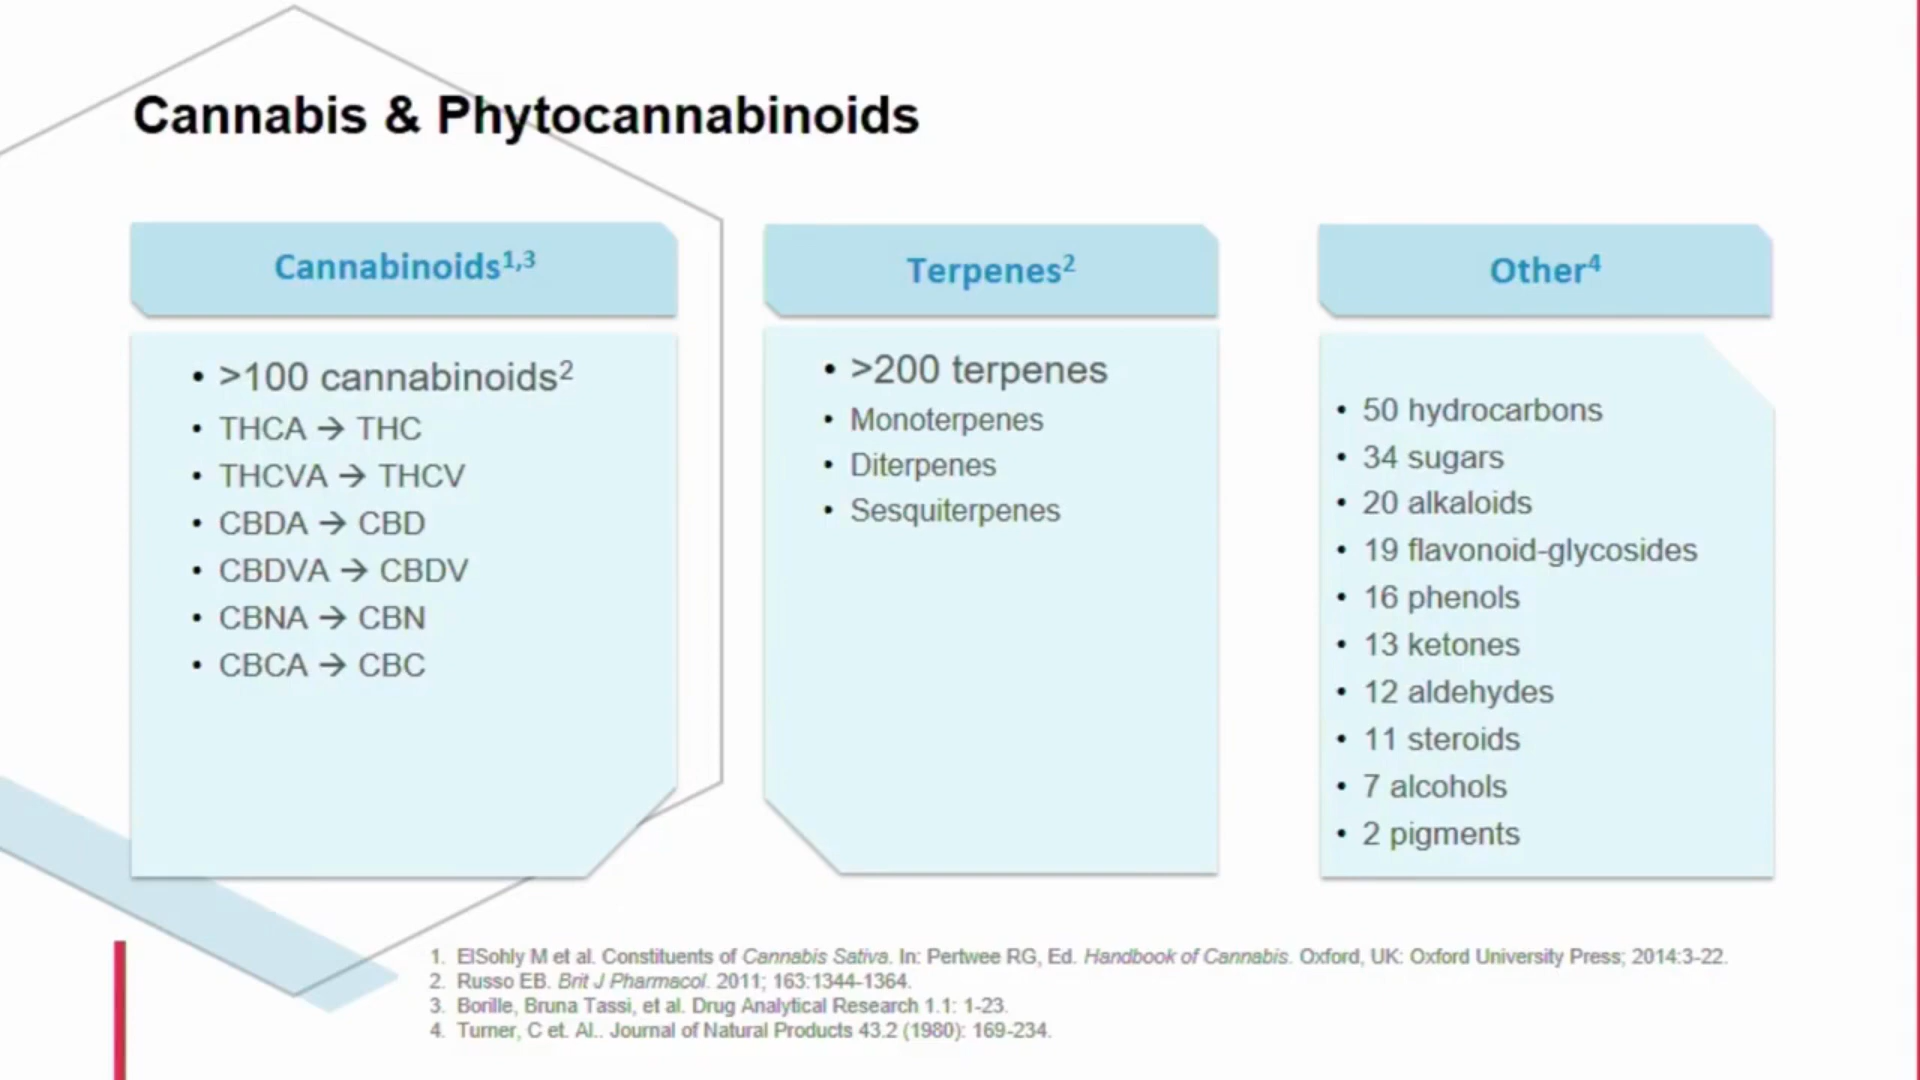 Cannabis & Phytocannabinoids
Cannabinoids1,3
• >100 cannabinoids2
• THCA → THC
• THCVA → THCV
• CBDA → CBD
• CBDVA → CBDV
• CBNA → CBN
• CBCA → CBC
Terpenes2
• >200 terpenes
• Monoterpenes
• Diterpenes
• Sesquiterpenes
Other4
• 50 hydrocarbons
• 34 sugars
• 20 alkaloids
• 19 flavonoid-glycosides
• 16 phenols
• 13 ketones
• 12 aldehydes
• 11 steroids
• 7 alcohols
• 2 pigments
1. ElSohly M et al. Constituents of Cannabis Sativa. In: Pertwee RG, Ed. Handbook of Cannabis. Oxford, UK: Oxford University Press; 2014:3-22.
2. Russo EB. Brit J Pharmacol. 2011; 163:1344-1364.
3. Borille, Bruna Tassi, et al. Drug Analytical Research 1.1: 1-23.
4. Turner, C et. Al.. Journal of Natural Products 43.2 (1980): 169-234.